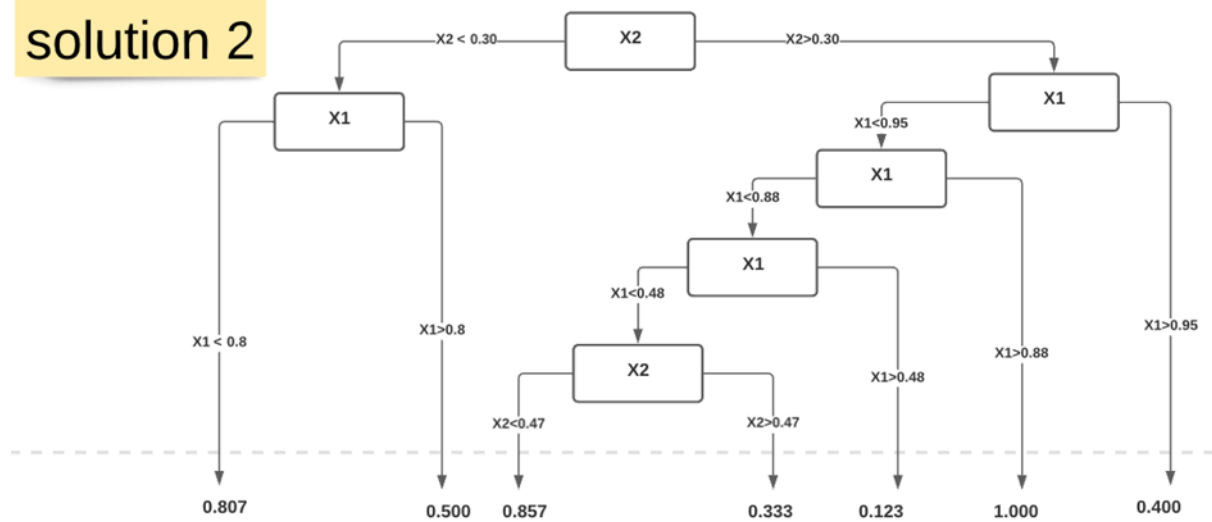 solution 2
X2 < 0.30
X2
X2>0.30
X1
X1
X1<0.95
X1
X1<0.88
X1
X1<0.48
X1 < 0.8
X1>0.8
X1>0.95
X1>0.88
X2
X1>0.48
X2<0.47
X2>0.47
0.807
0.500
0.857
0.333
0.123
1.000
0.400